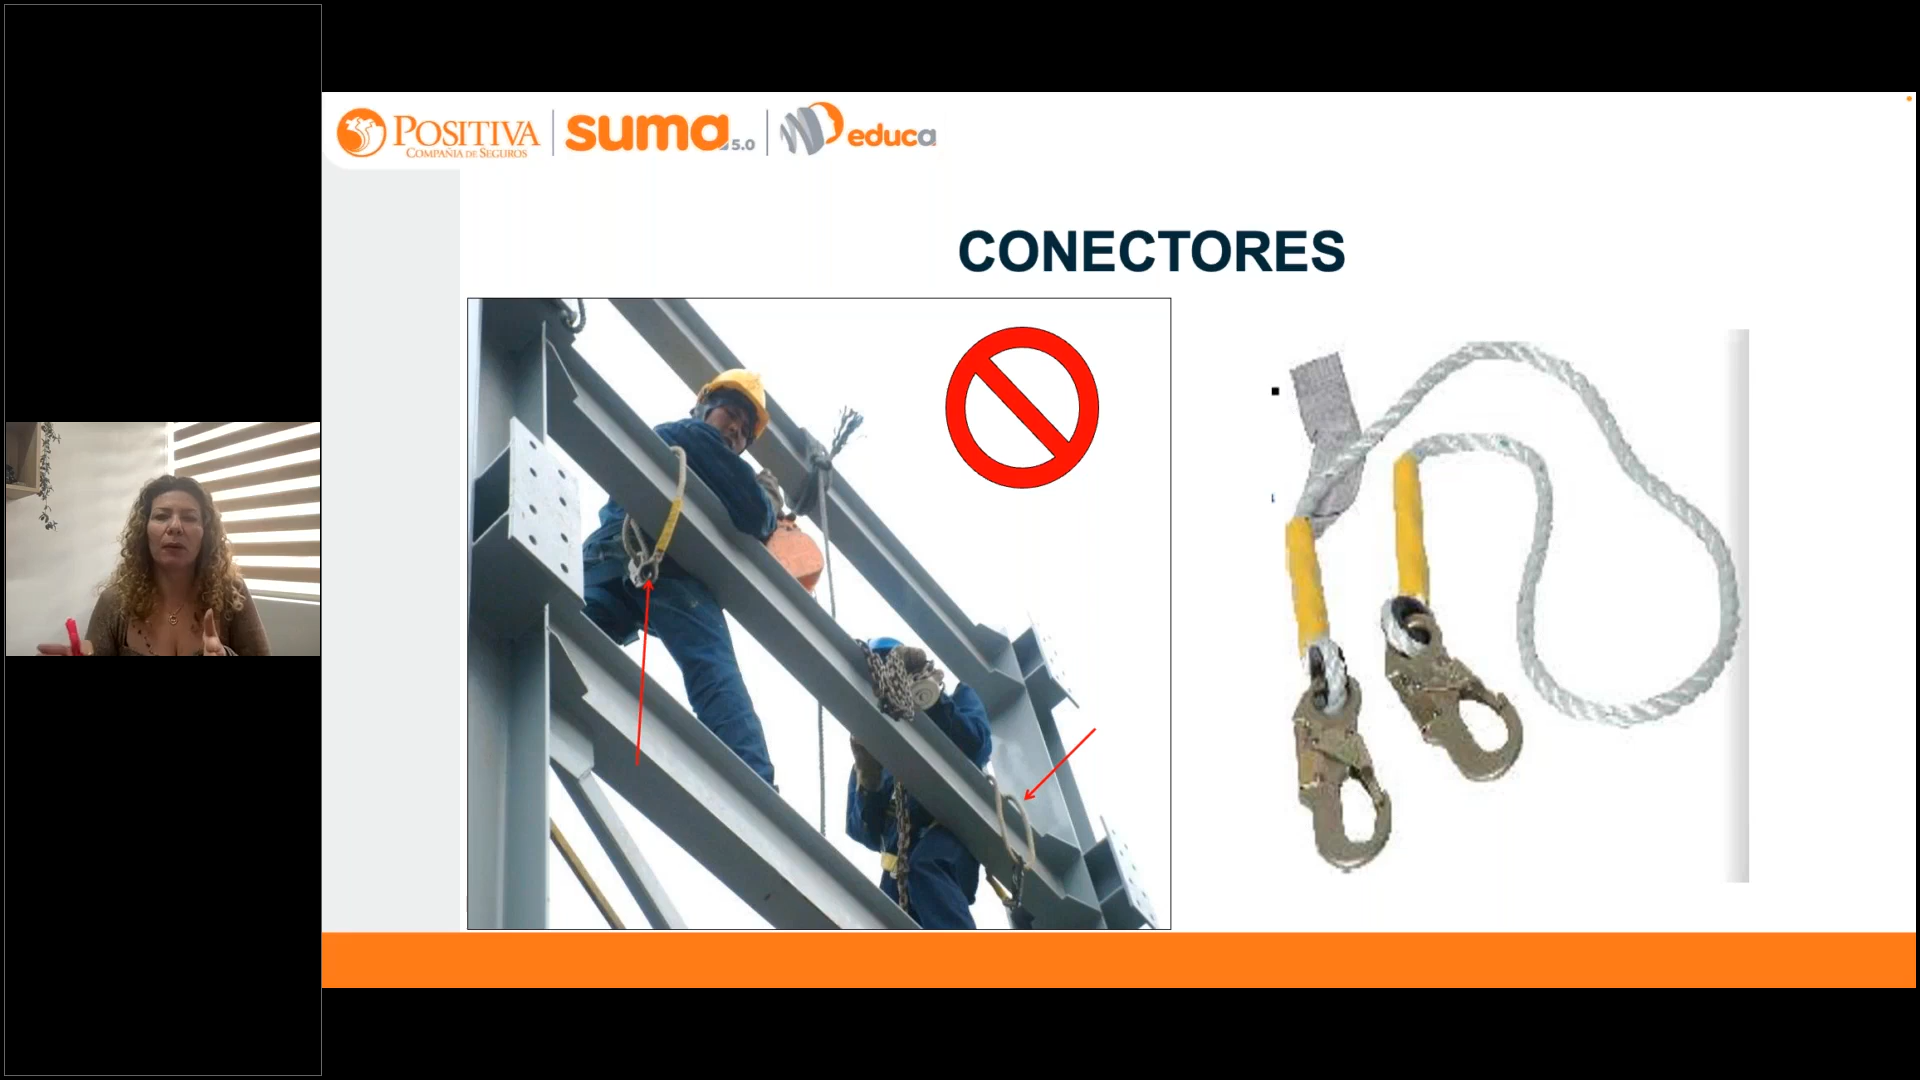 POSITIVA
COMPAÑÍA DE SEGUROS
suma 5.0
educa
CONECTORES